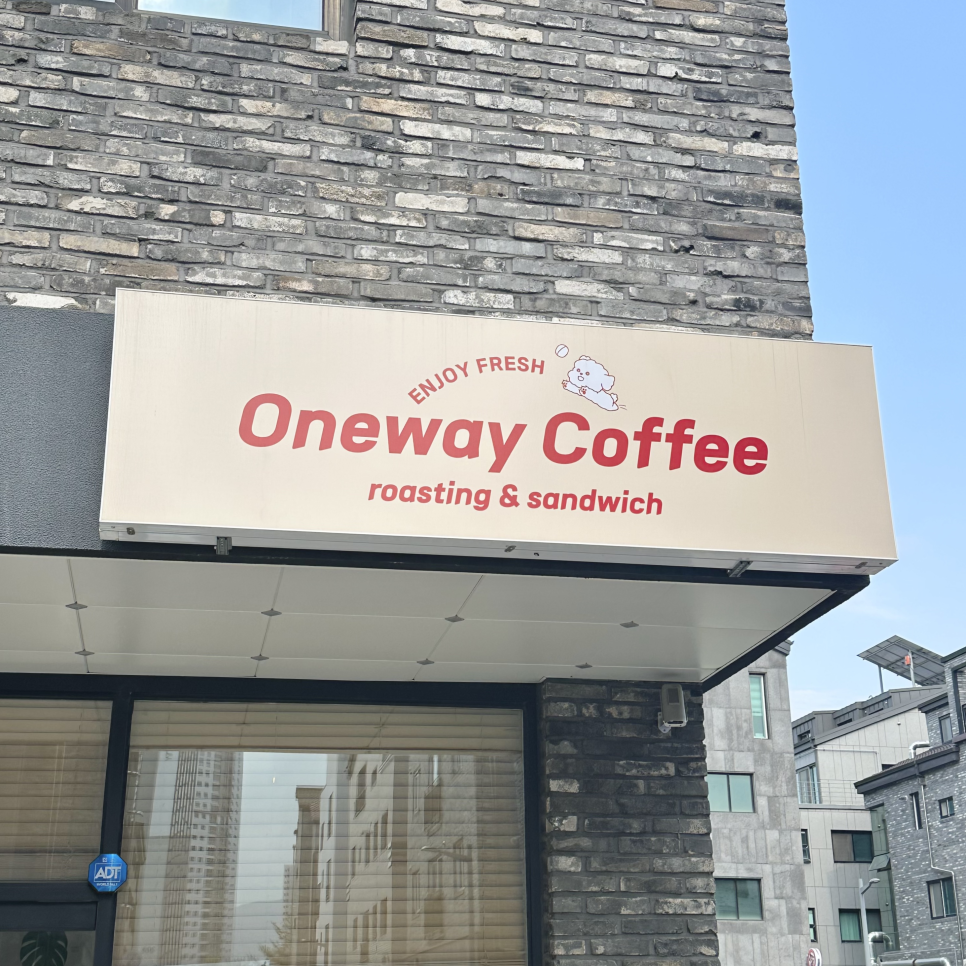 ENJOY FRESH
Oneway Coffee
roasting & sandwich
ADT